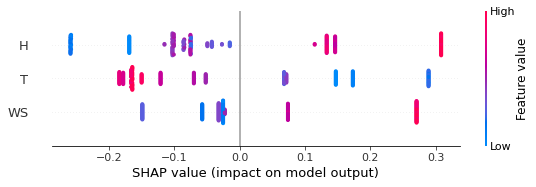 High
H
T
WS
Feature value
Low
−0.2
−0.1
0.0
0.1
0.2
0.3
SHAP value (impact on model output)